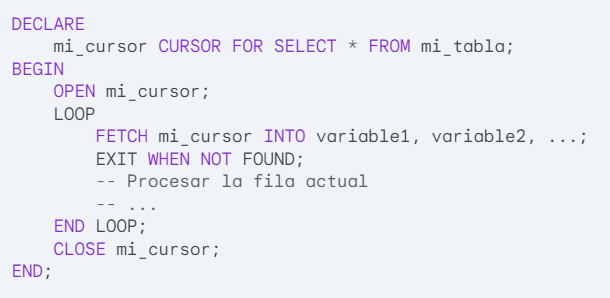 DECLARE
    mi_cursor CURSOR FOR SELECT * FROM mi_tabla;
BEGIN
    OPEN mi_cursor;
    LOOP
        FETCH mi_cursor INTO variable1, variable2, ...;
        EXIT WHEN NOT FOUND;
        -- Procesar la fila actual
        -- ...
    END LOOP;
    CLOSE mi_cursor;
END;